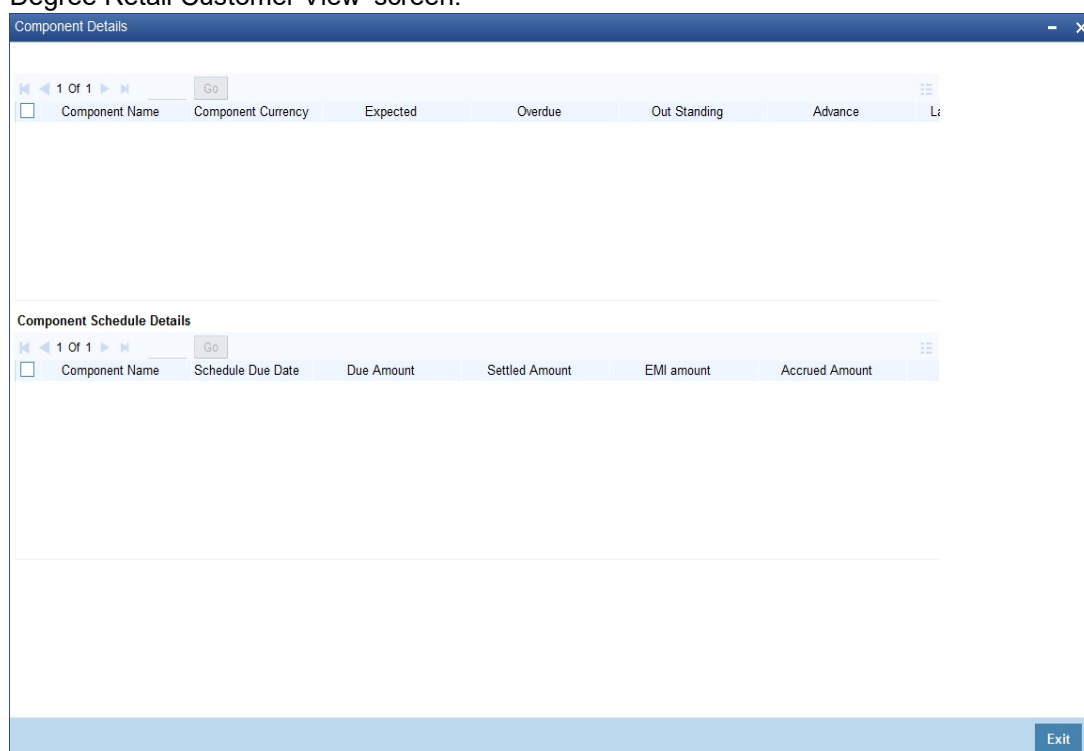 Degree Retail Customer View' screen.
Component Details
1 Of 1 Go
Component Name Component Currency Expected Overdue Out Standing Advance La
Component Schedule Details
1 Of 1 Go
Component Name Schedule Due Date Due Amount Settled Amount EMI amount Accrued Amount
Exit